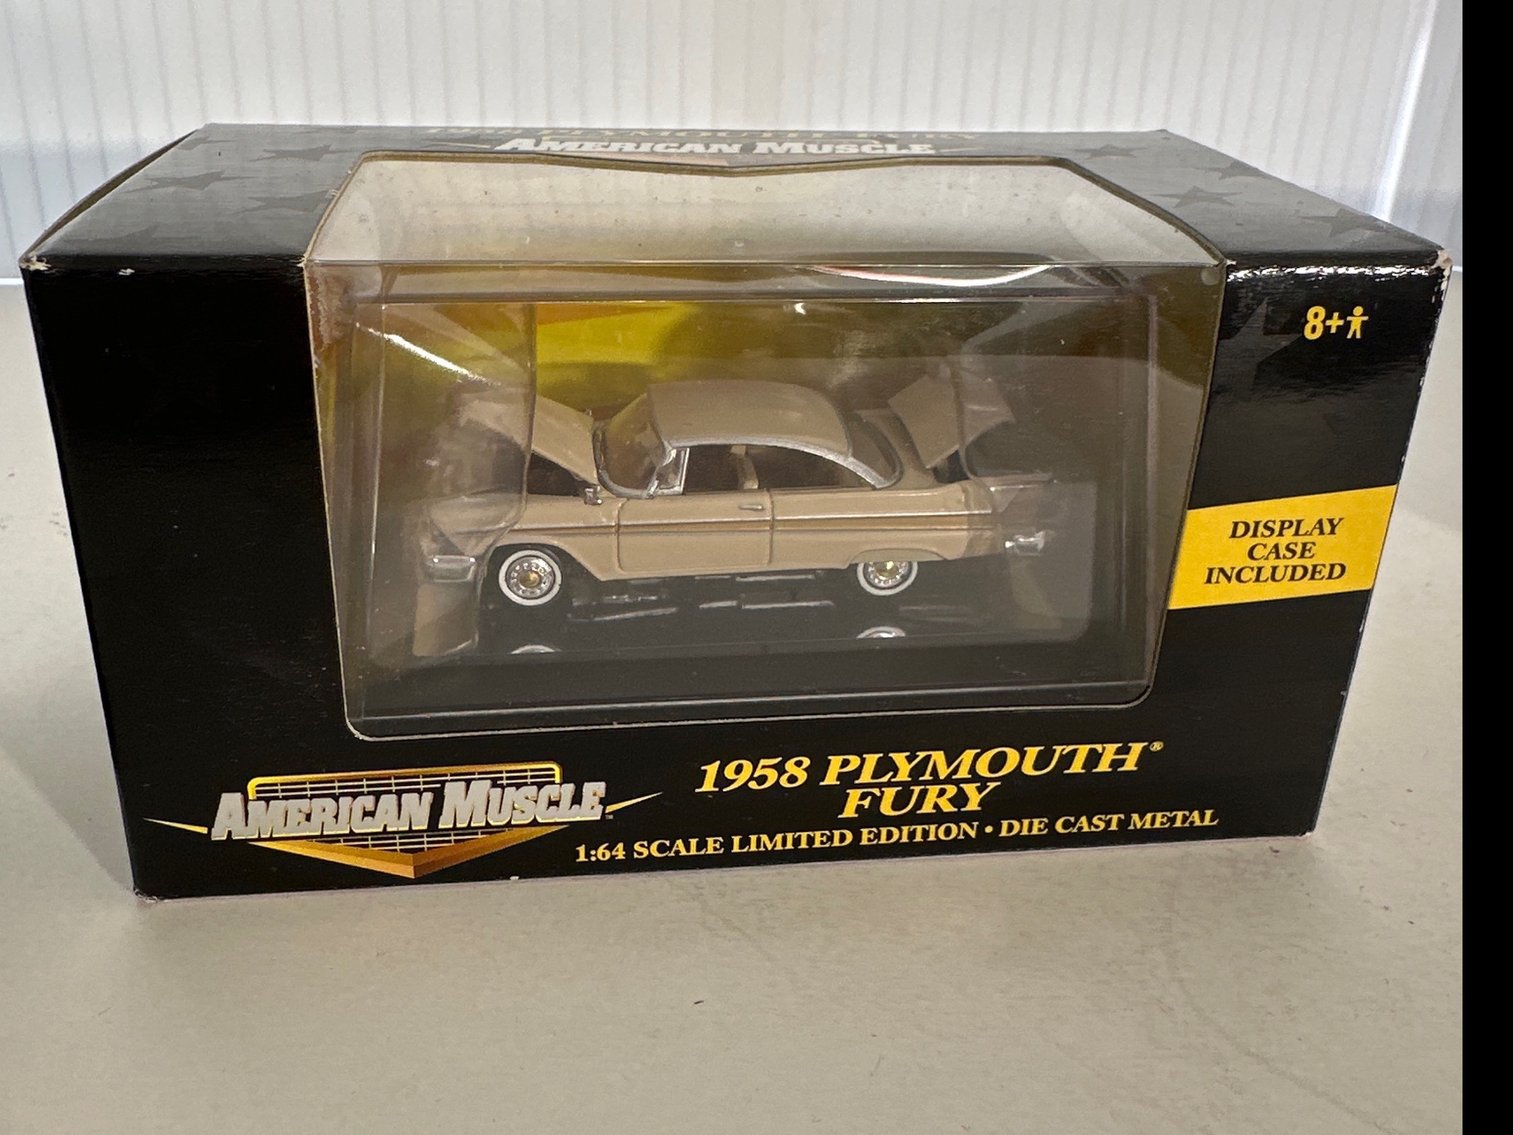 1958 PLYMOUTH FURY
AMERICAN MUSCLE
8+
DISPLAY
CASE
INCLUDED
AMERICAN MUSCLE™
1958 PLYMOUTH®
FURY
1:64 SCALE LIMITED EDITION • DIE CAST METAL